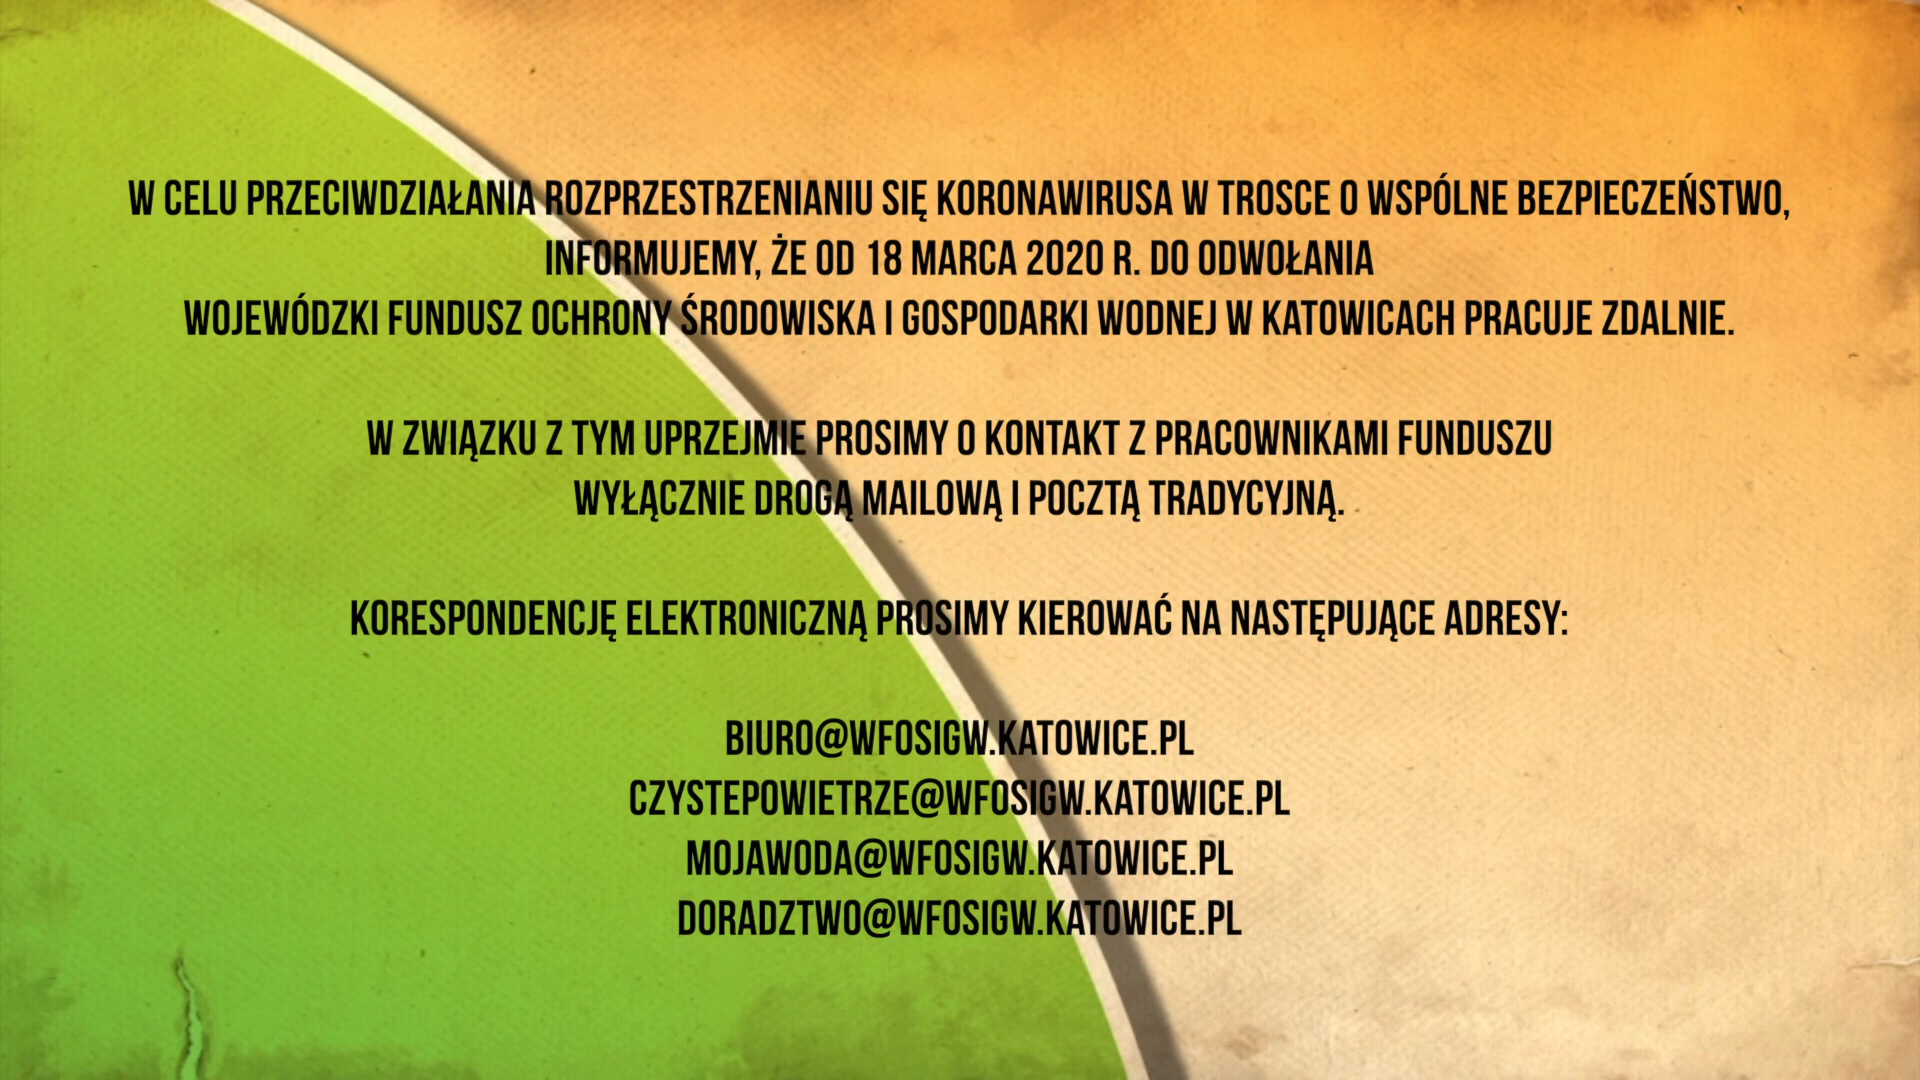 W CELU PRZECIWDZIAŁANIA ROZPRZESTRZENIANIU SIĘ KORONAWIRUSA W TROSCE O WSPÓLNE BEZPIECZEŃSTWO,
INFORMUJEMY, ŻE OD 18 MARCA 2020 R. DO ODWOŁANIA
WOJEWÓDZKI FUNDUSZ OCHRONY ŚRODOWISKA I GOSPODARKI WODNEJ W KATOWICACH PRACUJE ZDALNIE.
W ZWIĄZKU Z TYM UPRZEJMIE PROSIMY O KONTAKT Z PRACOWNIKAMI FUNDUSZU
WYŁĄCZNIE DROGĄ MAILOWĄ I POCZTĄ TRADYCYJNĄ.
KORESPONDENCJĘ ELEKTRONICZNĄ PROSIMY KIEROWAĆ NA NASTĘPUJĄCE ADRESY:
BIURO@WFOSIGW.KATOWICE.PL
CZYSTEPOWIETRZE@WFOSIGW.KATOWICE.PL
MOJAWODA@WFOSIGW.KATOWICE.PL
DORADZTWO@WFOSIGW.KATOWICE.PL